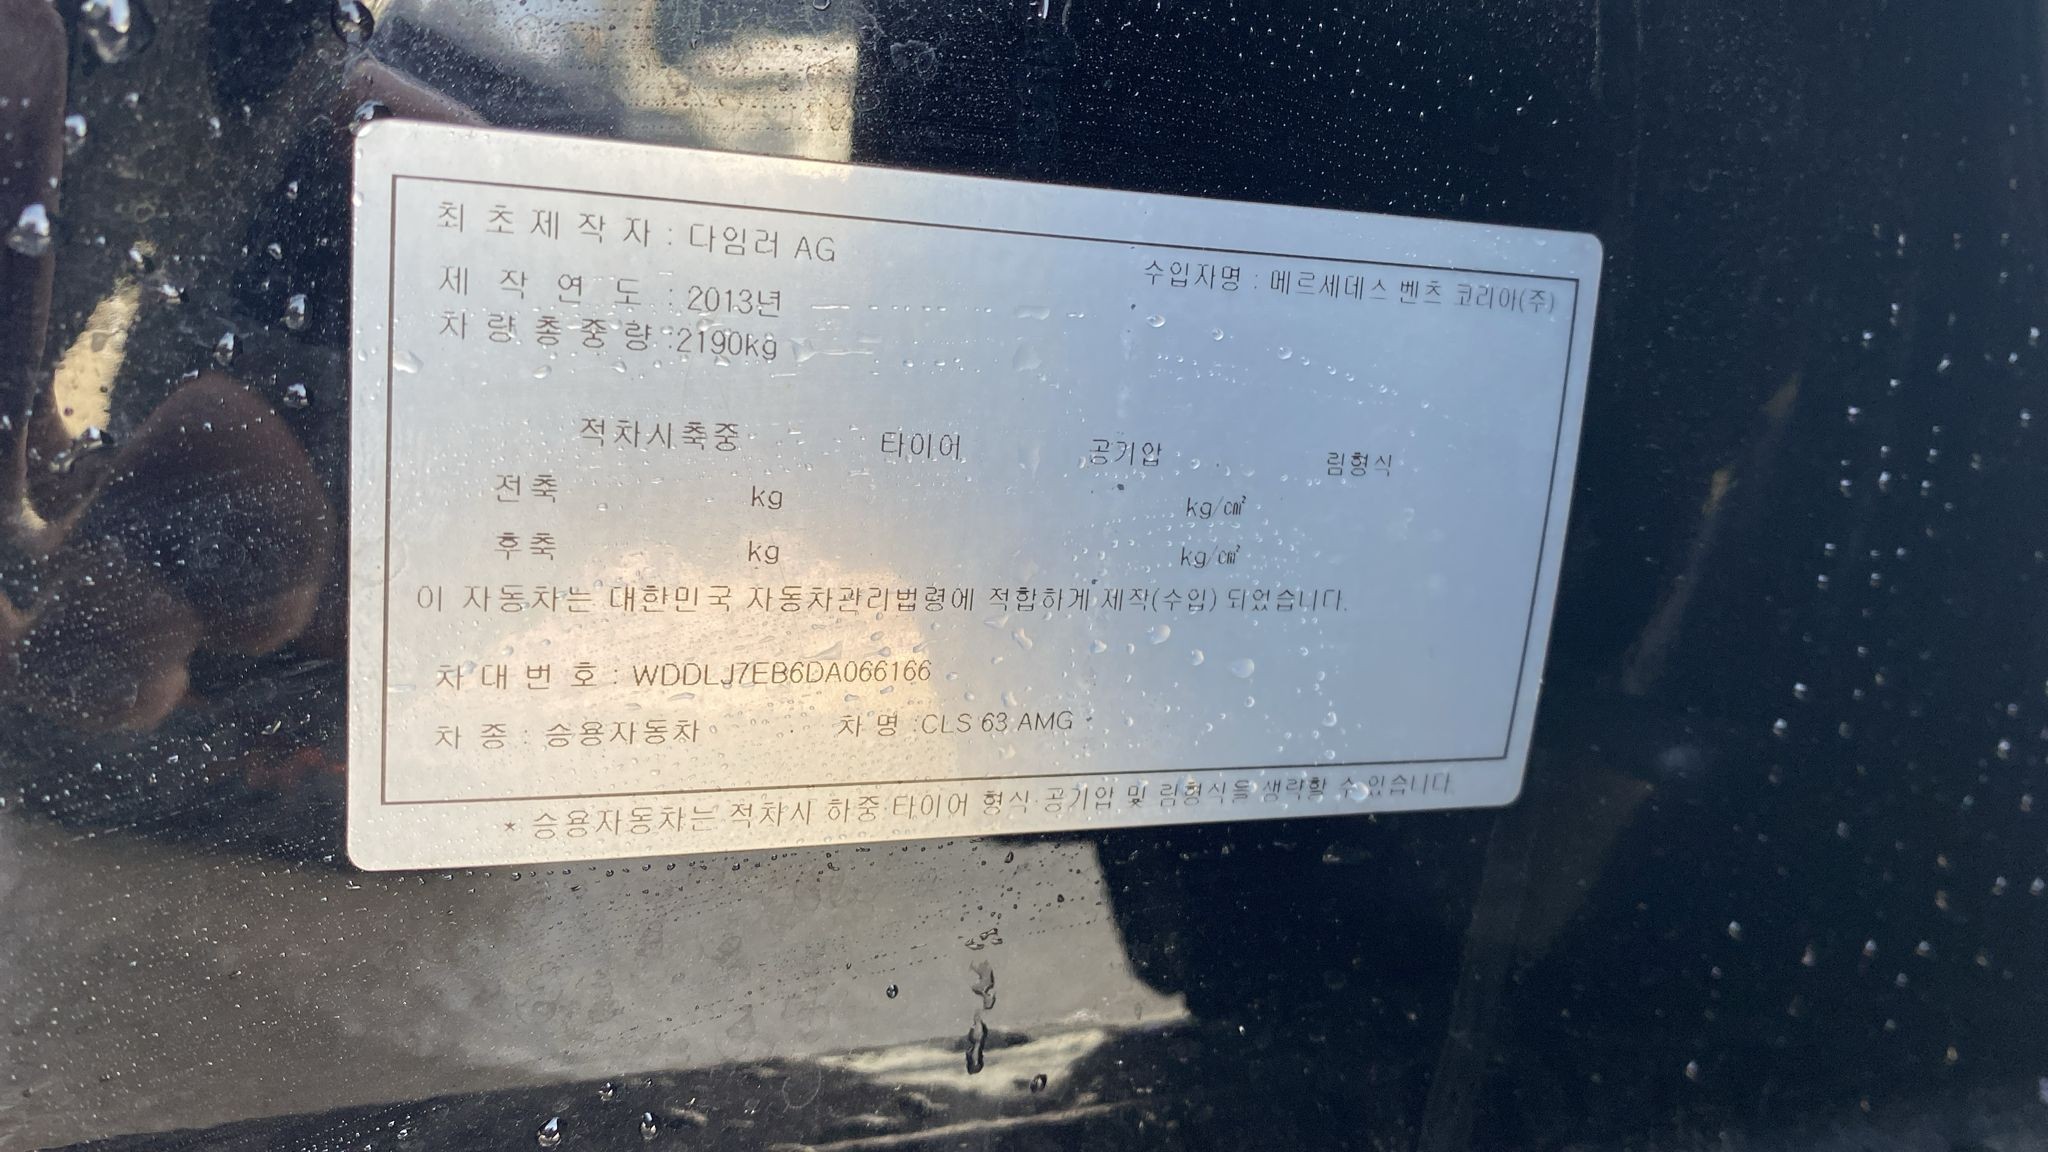 최초제작자 : 다임러 AG
수입자명 : 메르세데스 벤츠 코리아(주)
제작연도 : 2013년
차량총중량 : 2190kg
적차시축중 타이어 공기압 림형식
전축 kg kg/㎠
후축 kg kg/㎠
이 자동차는 대한민국 자동차관리법령에 적합하게 제작(수입) 되었습니다.
차대번호 : WDDLJ7EB6DA066166
차종 : 승용자동차 차명 : CLS 63 AMG
* 승용자동차는 적차시 하중·타이어 형식·공기압 및 림형식을 생략할 수 있습니다.